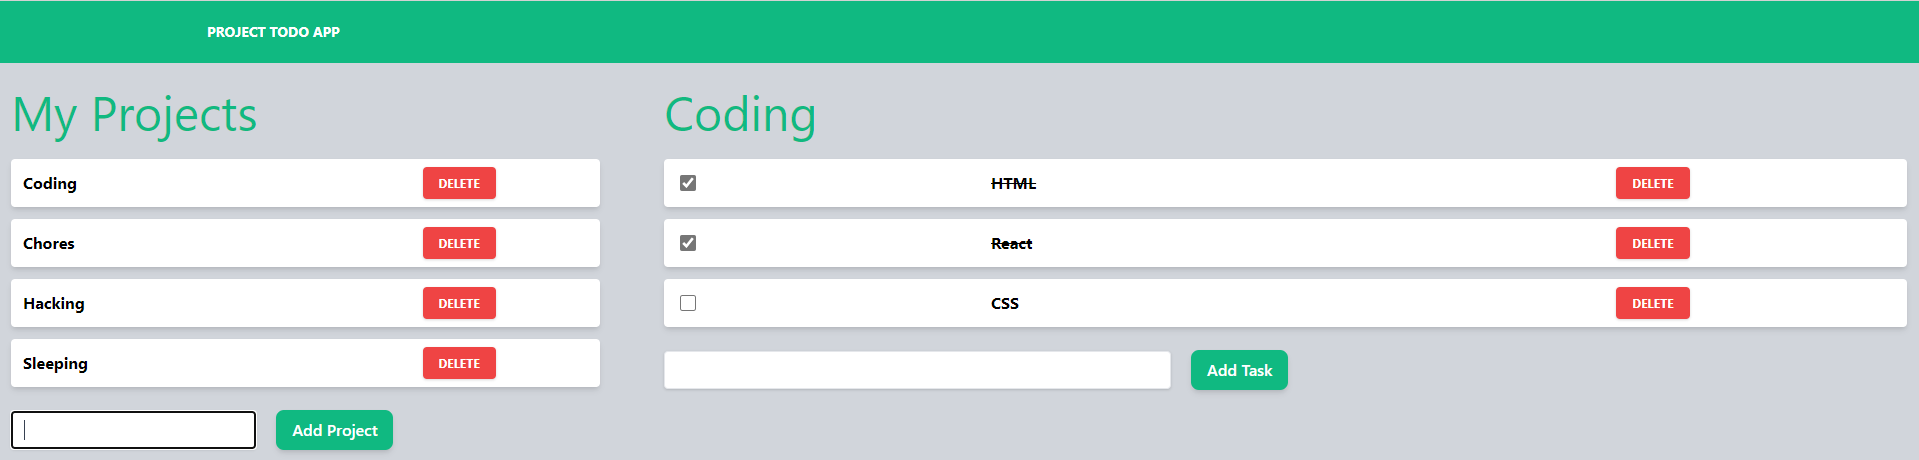 PROJECT TODO APP
My Projects
Coding DELETE
Chores DELETE
Hacking DELETE
Sleeping DELETE
Add Project
Coding
HTML DELETE
React DELETE
CSS DELETE
Add Task